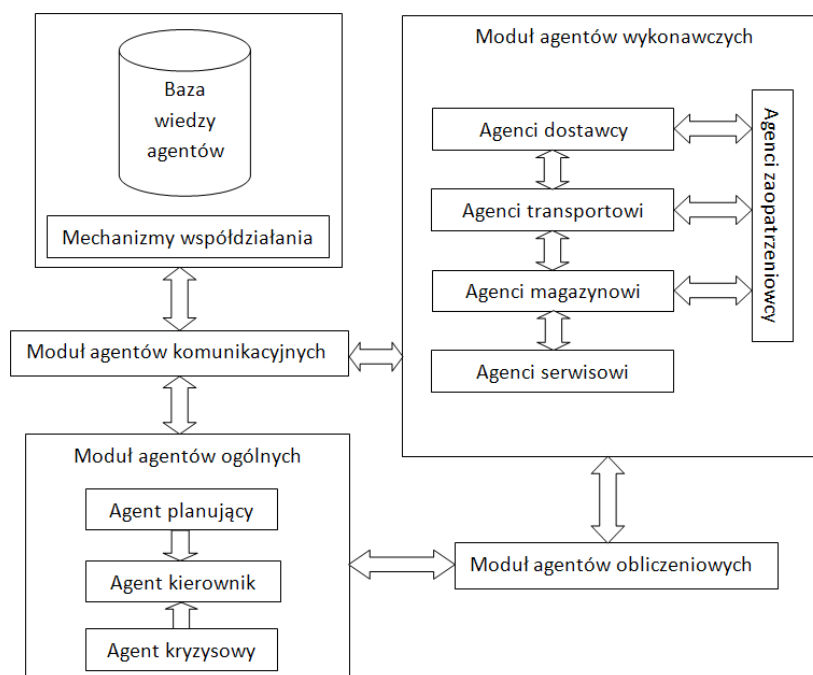 Baza
wiedzy
agentów
Mechanizmy współdziałania
Moduł agentów komunikacyjnych
Moduł agentów ogólnych
Agent planujący
Agent kierownik
Agent kryzysowy
Moduł agentów wykonawczych
Agenci dostawcy
Agenci transportowi
Agenci magazynowi
Agenci serwisowi
Agenci zaopatrzeniowcy
Moduł agentów obliczeniowych